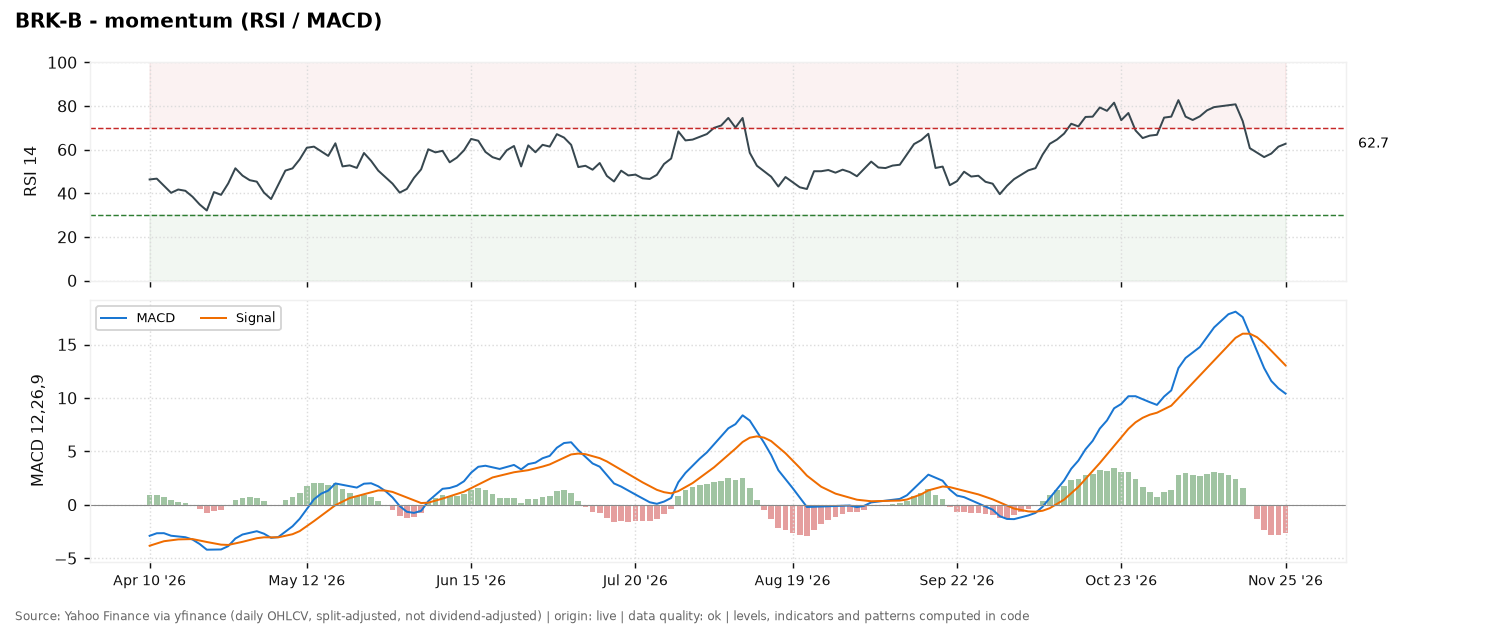 BRK-B - momentum (RSI / MACD)
100
80
60
40
20
0
RSI 14
62.7
MACD
Signal
15
10
5
0
−5
MACD 12,26,9
Apr 10 '26
May 12 '26
Jun 15 '26
Jul 20 '26
Aug 19 '26
Sep 22 '26
Oct 23 '26
Nov 25 '26
Source: Yahoo Finance via yfinance (daily OHLCV, split-adjusted, not dividend-adjusted) | origin: live | data quality: ok | levels, indicators and patterns computed in code